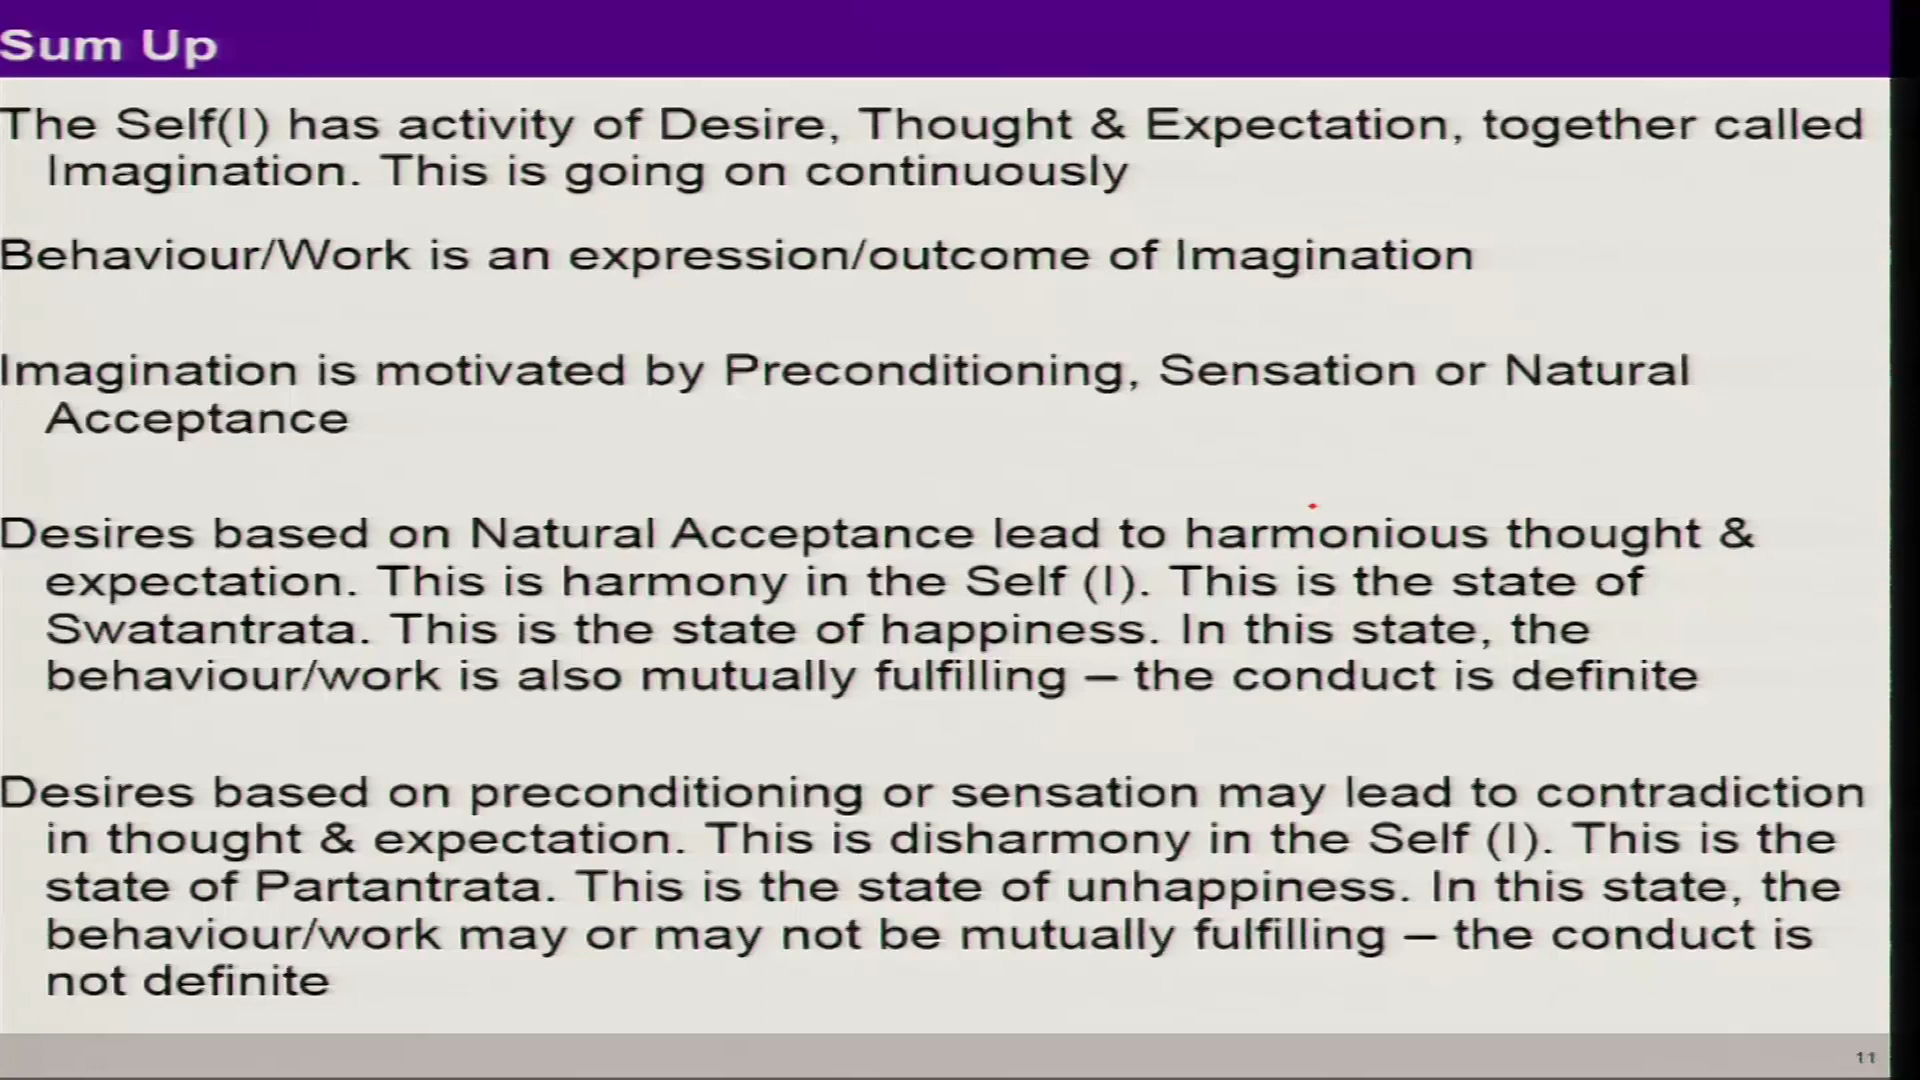 Sum Up
The Self(I) has activity of Desire, Thought & Expectation, together called
Imagination. This is going on continuously
Behaviour/Work is an expression/outcome of Imagination
Imagination is motivated by Preconditioning, Sensation or Natural
Acceptance
Desires based on Natural Acceptance lead to harmonious thought &
expectation. This is harmony in the Self (I). This is the state of
Swatantrata. This is the state of happiness. In this state, the
behaviour/work is also mutually fulfilling – the conduct is definite
Desires based on preconditioning or sensation may lead to contradiction
in thought & expectation. This is disharmony in the Self (I). This is the
state of Partantrata. This is the state of unhappiness. In this state, the
behaviour/work may or may not be mutually fulfilling – the conduct is
not definite
11